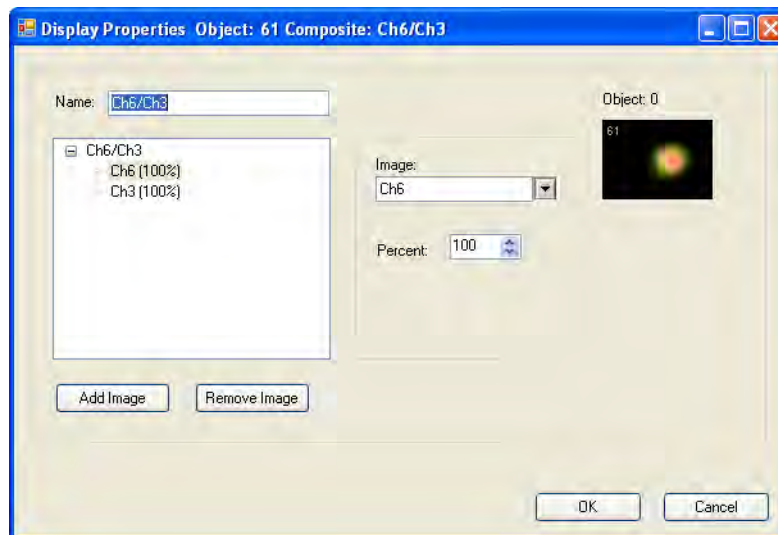 Display Properties Object: 61 Composite: Ch6/Ch3
Name: Ch6/Ch3
Object: 0
61
Ch6/Ch3
Ch6 (100%)
Ch3 (100%)
Image:
Ch6
Percent: 100
Add Image Remove Image
OK Cancel